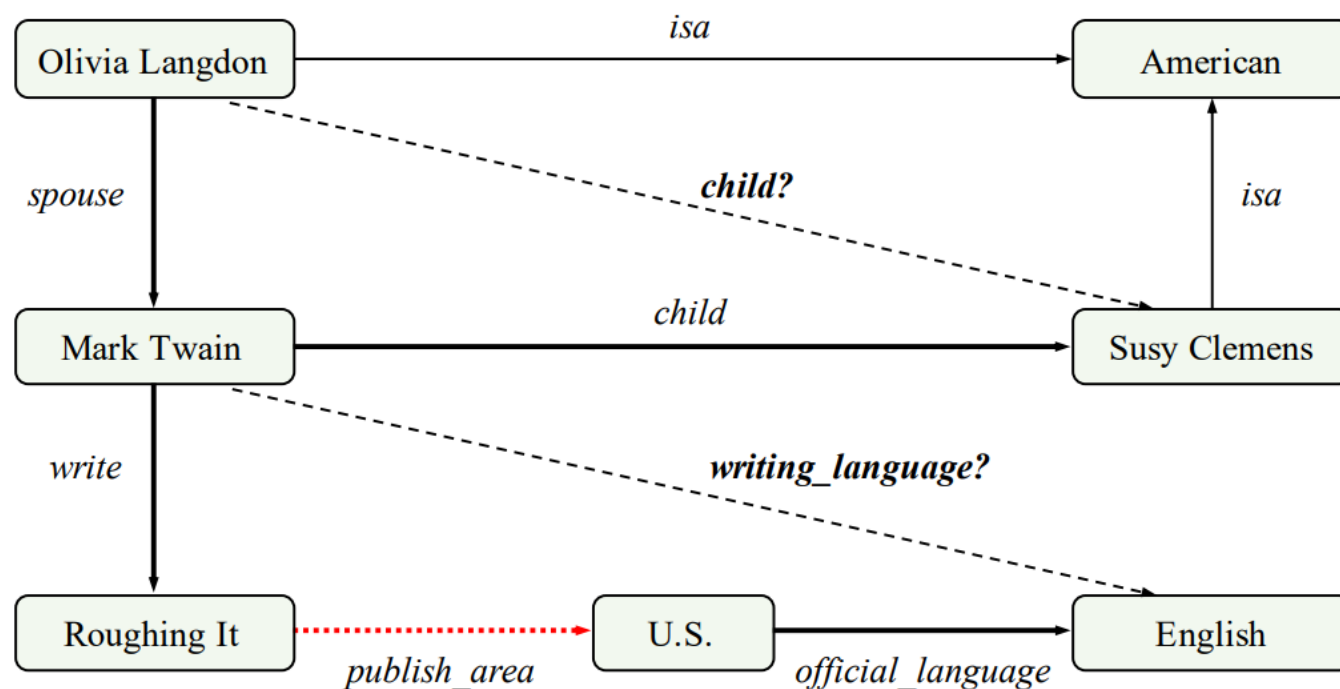 isa
Olivia Langdon
American
spouse
child?
isa
child
Mark Twain
Susy Clemens
write
writing_language?
Roughing It
U.S.
English
publish_area
official_language